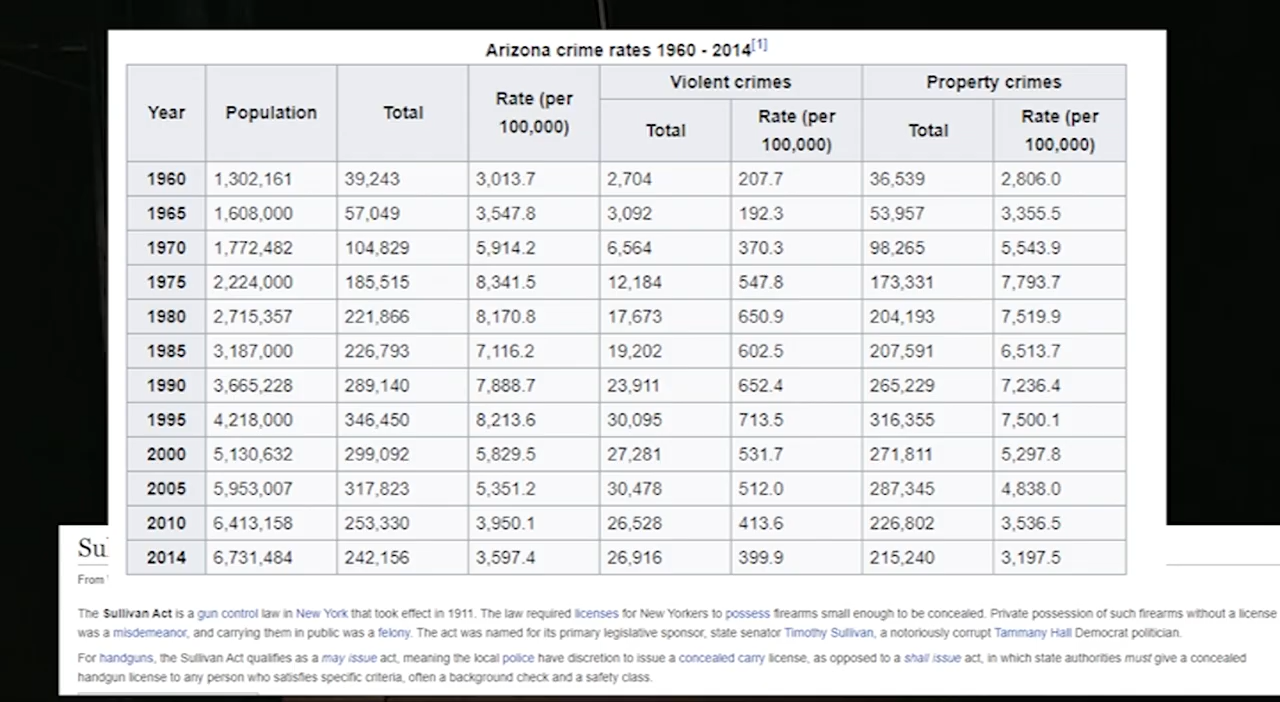 Arizona crime rates 1960 - 2014[1]
Year Population Total Rate (per 100,000) Violent crimes Property crimes
Total Rate (per 100,000) Total Rate (per 100,000)
1960 1,302,161 39,243 3,013.7 2,704 207.7 36,539 2,806.0
1965 1,608,000 57,049 3,547.8 3,092 192.3 53,957 3,355.5
1970 1,772,482 104,829 5,914.2 6,564 370.3 98,265 5,543.9
1975 2,224,000 185,515 8,341.5 12,184 547.8 173,331 7,793.7
1980 2,715,357 221,866 8,170.8 17,673 650.9 204,193 7,519.9
1985 3,187,000 226,793 7,116.2 19,202 602.5 207,591 6,513.7
1990 3,665,228 289,140 7,888.7 23,911 652.4 265,229 7,236.4
1995 4,218,000 346,450 8,213.6 30,095 713.5 316,355 7,500.1
2000 5,130,632 299,092 5,829.5 27,281 531.7 271,811 5,297.8
2005 5,953,007 317,823 5,351.2 30,478 512.0 287,345 4,838.0
2010 6,413,158 253,330 3,950.1 26,528 413.6 226,802 3,536.5
2014 6,731,484 242,156 3,597.4 26,916 399.9 215,240 3,197.5
From
The Sullivan Act is a gun control law in New York that took effect in 1911. The law required licenses for New Yorkers to possess firearms small enough to be concealed. Private possession of such firearms without a license
was a misdemeanor, and carrying them in public was a felony. The act was named for its primary legislative sponsor, state senator Timothy Sullivan, a notoriously corrupt Tammany Hall Democrat politician.
For handguns, the Sullivan Act qualifies as a may issue act, meaning the local police have discretion to issue a concealed carry license, as opposed to a shall issue act, in which state authorities must give a concealed
handgun license to any person who satisfies specific criteria, often a background check and a safety class.